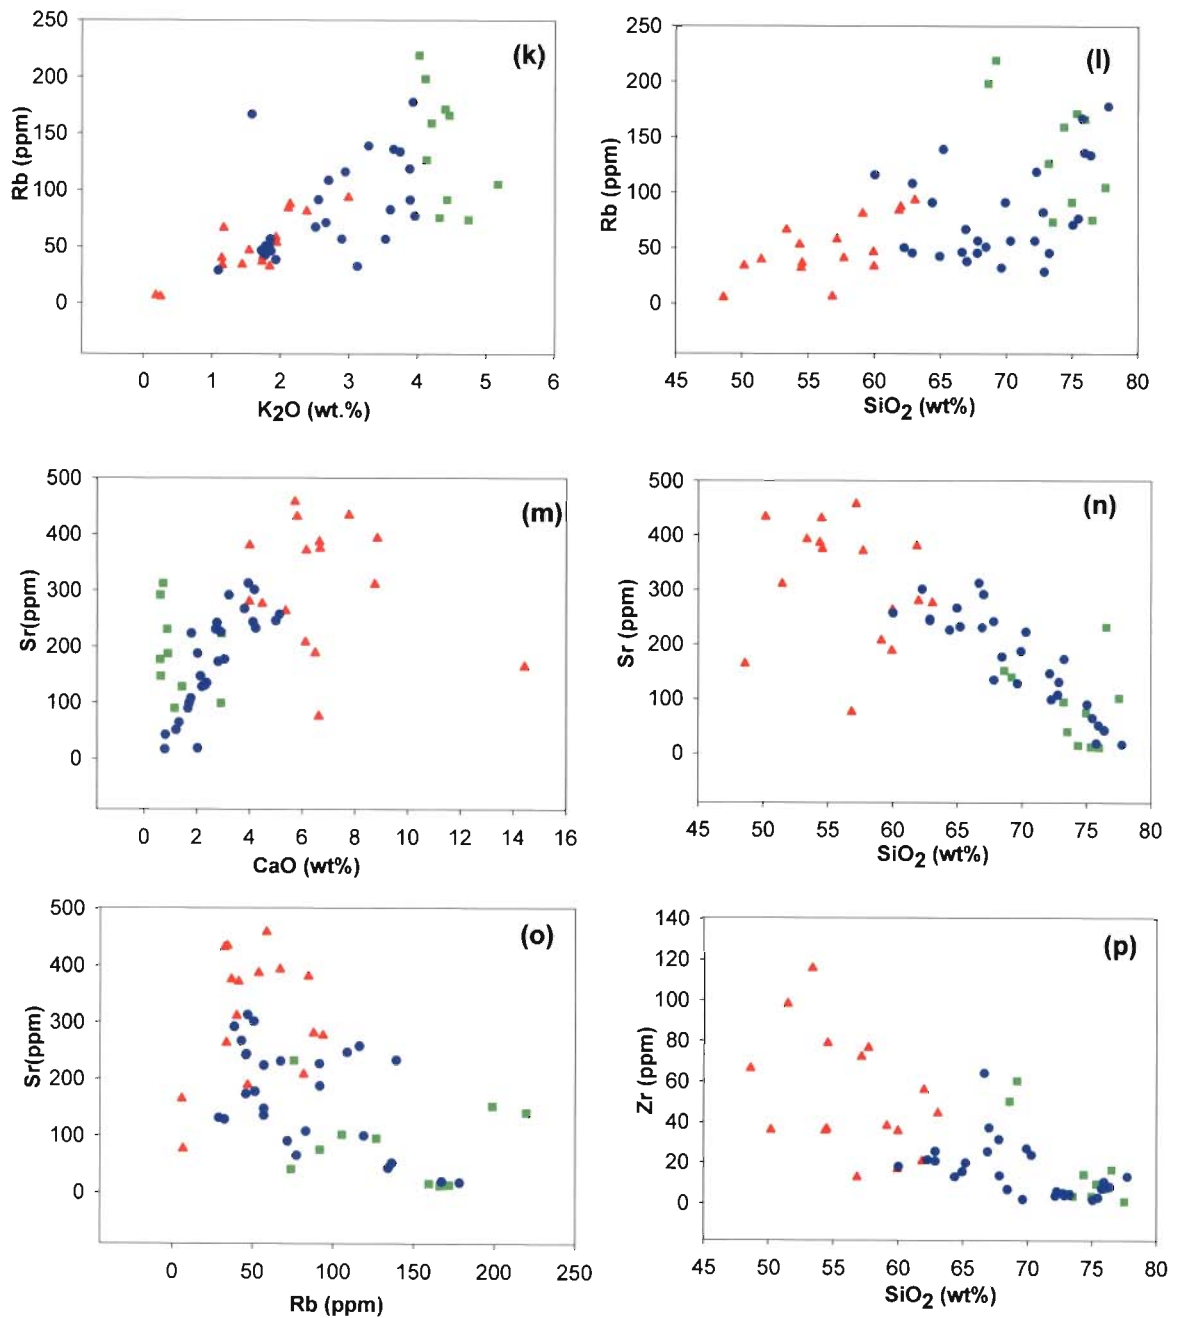 250
200
150
100
50
0
Rb (ppm)
(k)
0 1 2 3 4 5 6
K2O (wt.%)
250
200
150
100
50
0
Rb (ppm)
(l)
45 50 55 60 65 70 75 80
SiO2 (wt%)
500
400
300
200
100
0
Sr(ppm)
(m)
0 2 4 6 8 10 12 14 16
CaO (wt%)
500
400
300
200
100
0
Sr (ppm)
(n)
45 50 55 60 65 70 75 80
SiO2 (wt%)
500
400
300
200
100
0
Sr(ppm)
(o)
0 50 100 150 200 250
Rb (ppm)
140
120
100
80
60
40
20
0
Zr (ppm)
(p)
45 50 55 60 65 70 75 80
SiO2 (wt%)